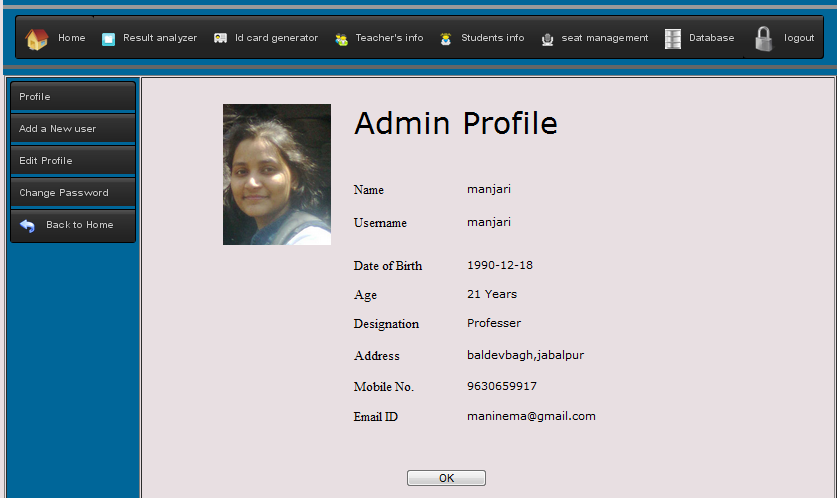 Home Result analyzer Id card generator Teacher's info Students info seat management Database logout
Profile
Add a New user
Edit Profile
Change Password
Back to Home
Admin Profile
Name manjari
Username manjari
Date of Birth 1990-12-18
Age 21 Years
Designation Professer
Address baldevbagh,jabalpur
Mobile No. 9630659917
Email ID maninema@gmail.com
OK